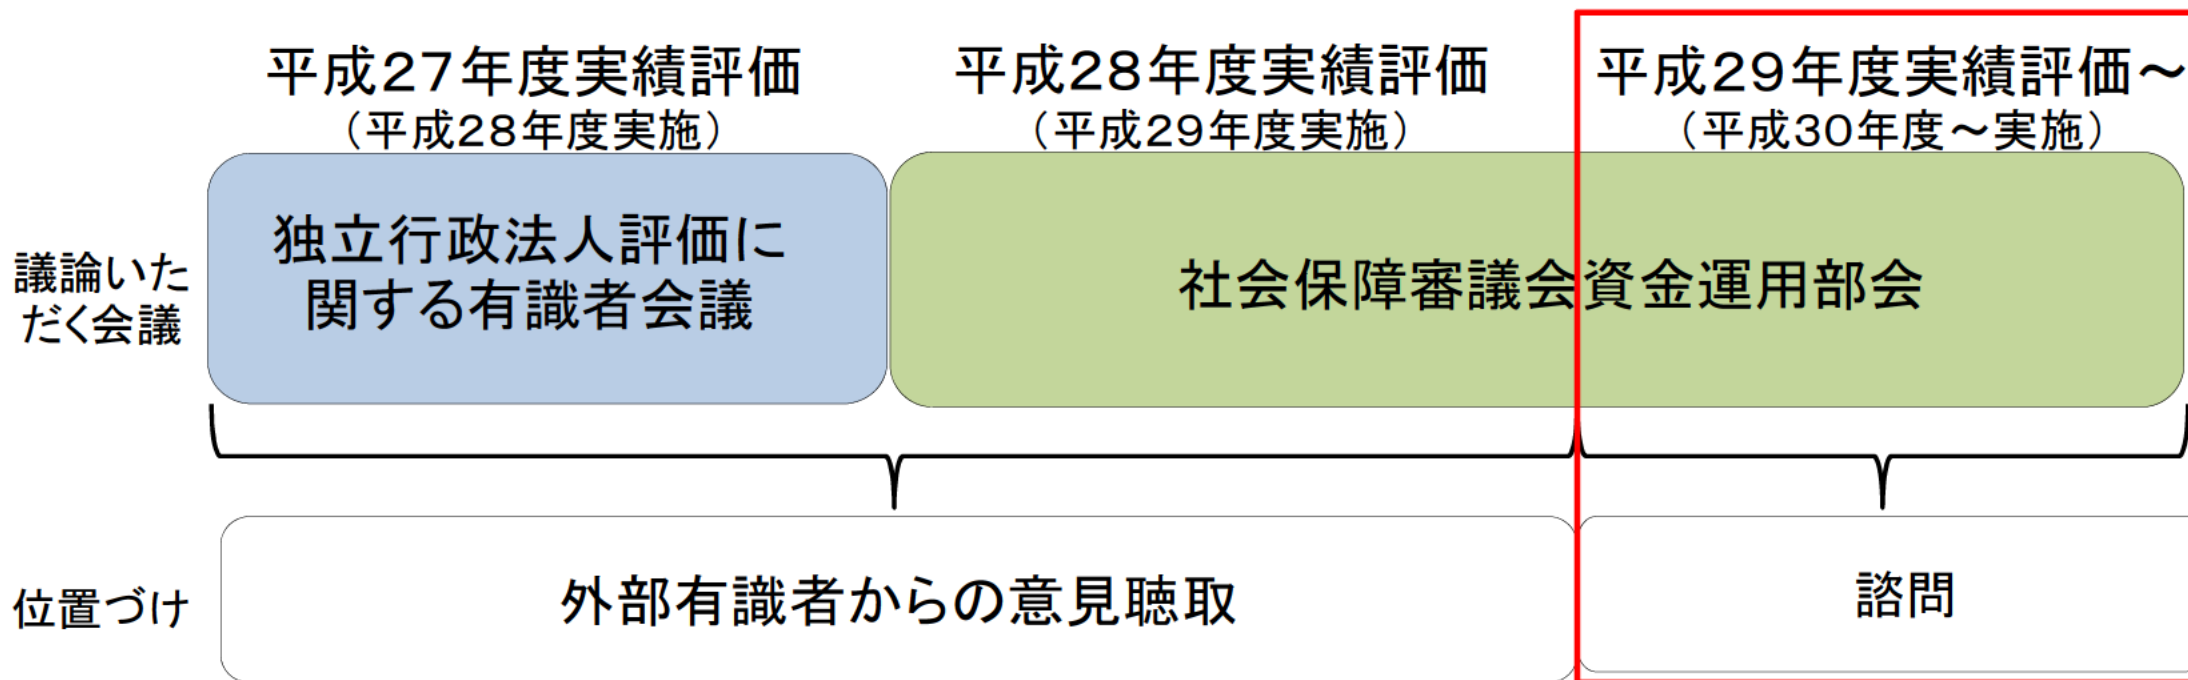 平成27年度実績評価
（平成28年度実施）
平成28年度実績評価
（平成29年度実施）
平成29年度実績評価～
（平成30年度～実施）
議論いた
だく会議
独立行政法人評価に
関する有識者会議
社会保障審議会資金運用部会
位置づけ
外部有識者からの意見聴取
諮問